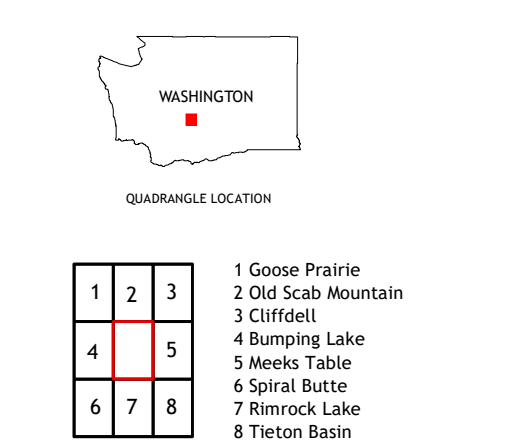 WASHINGTON
QUADRANGLE LOCATION
1 2 3
4 5
6 7 8
1 Goose Prairie
2 Old Scab Mountain
3 Cliffdell
4 Bumping Lake
5 Meeks Table
6 Spiral Butte
7 Rimrock Lake
8 Tieton Basin